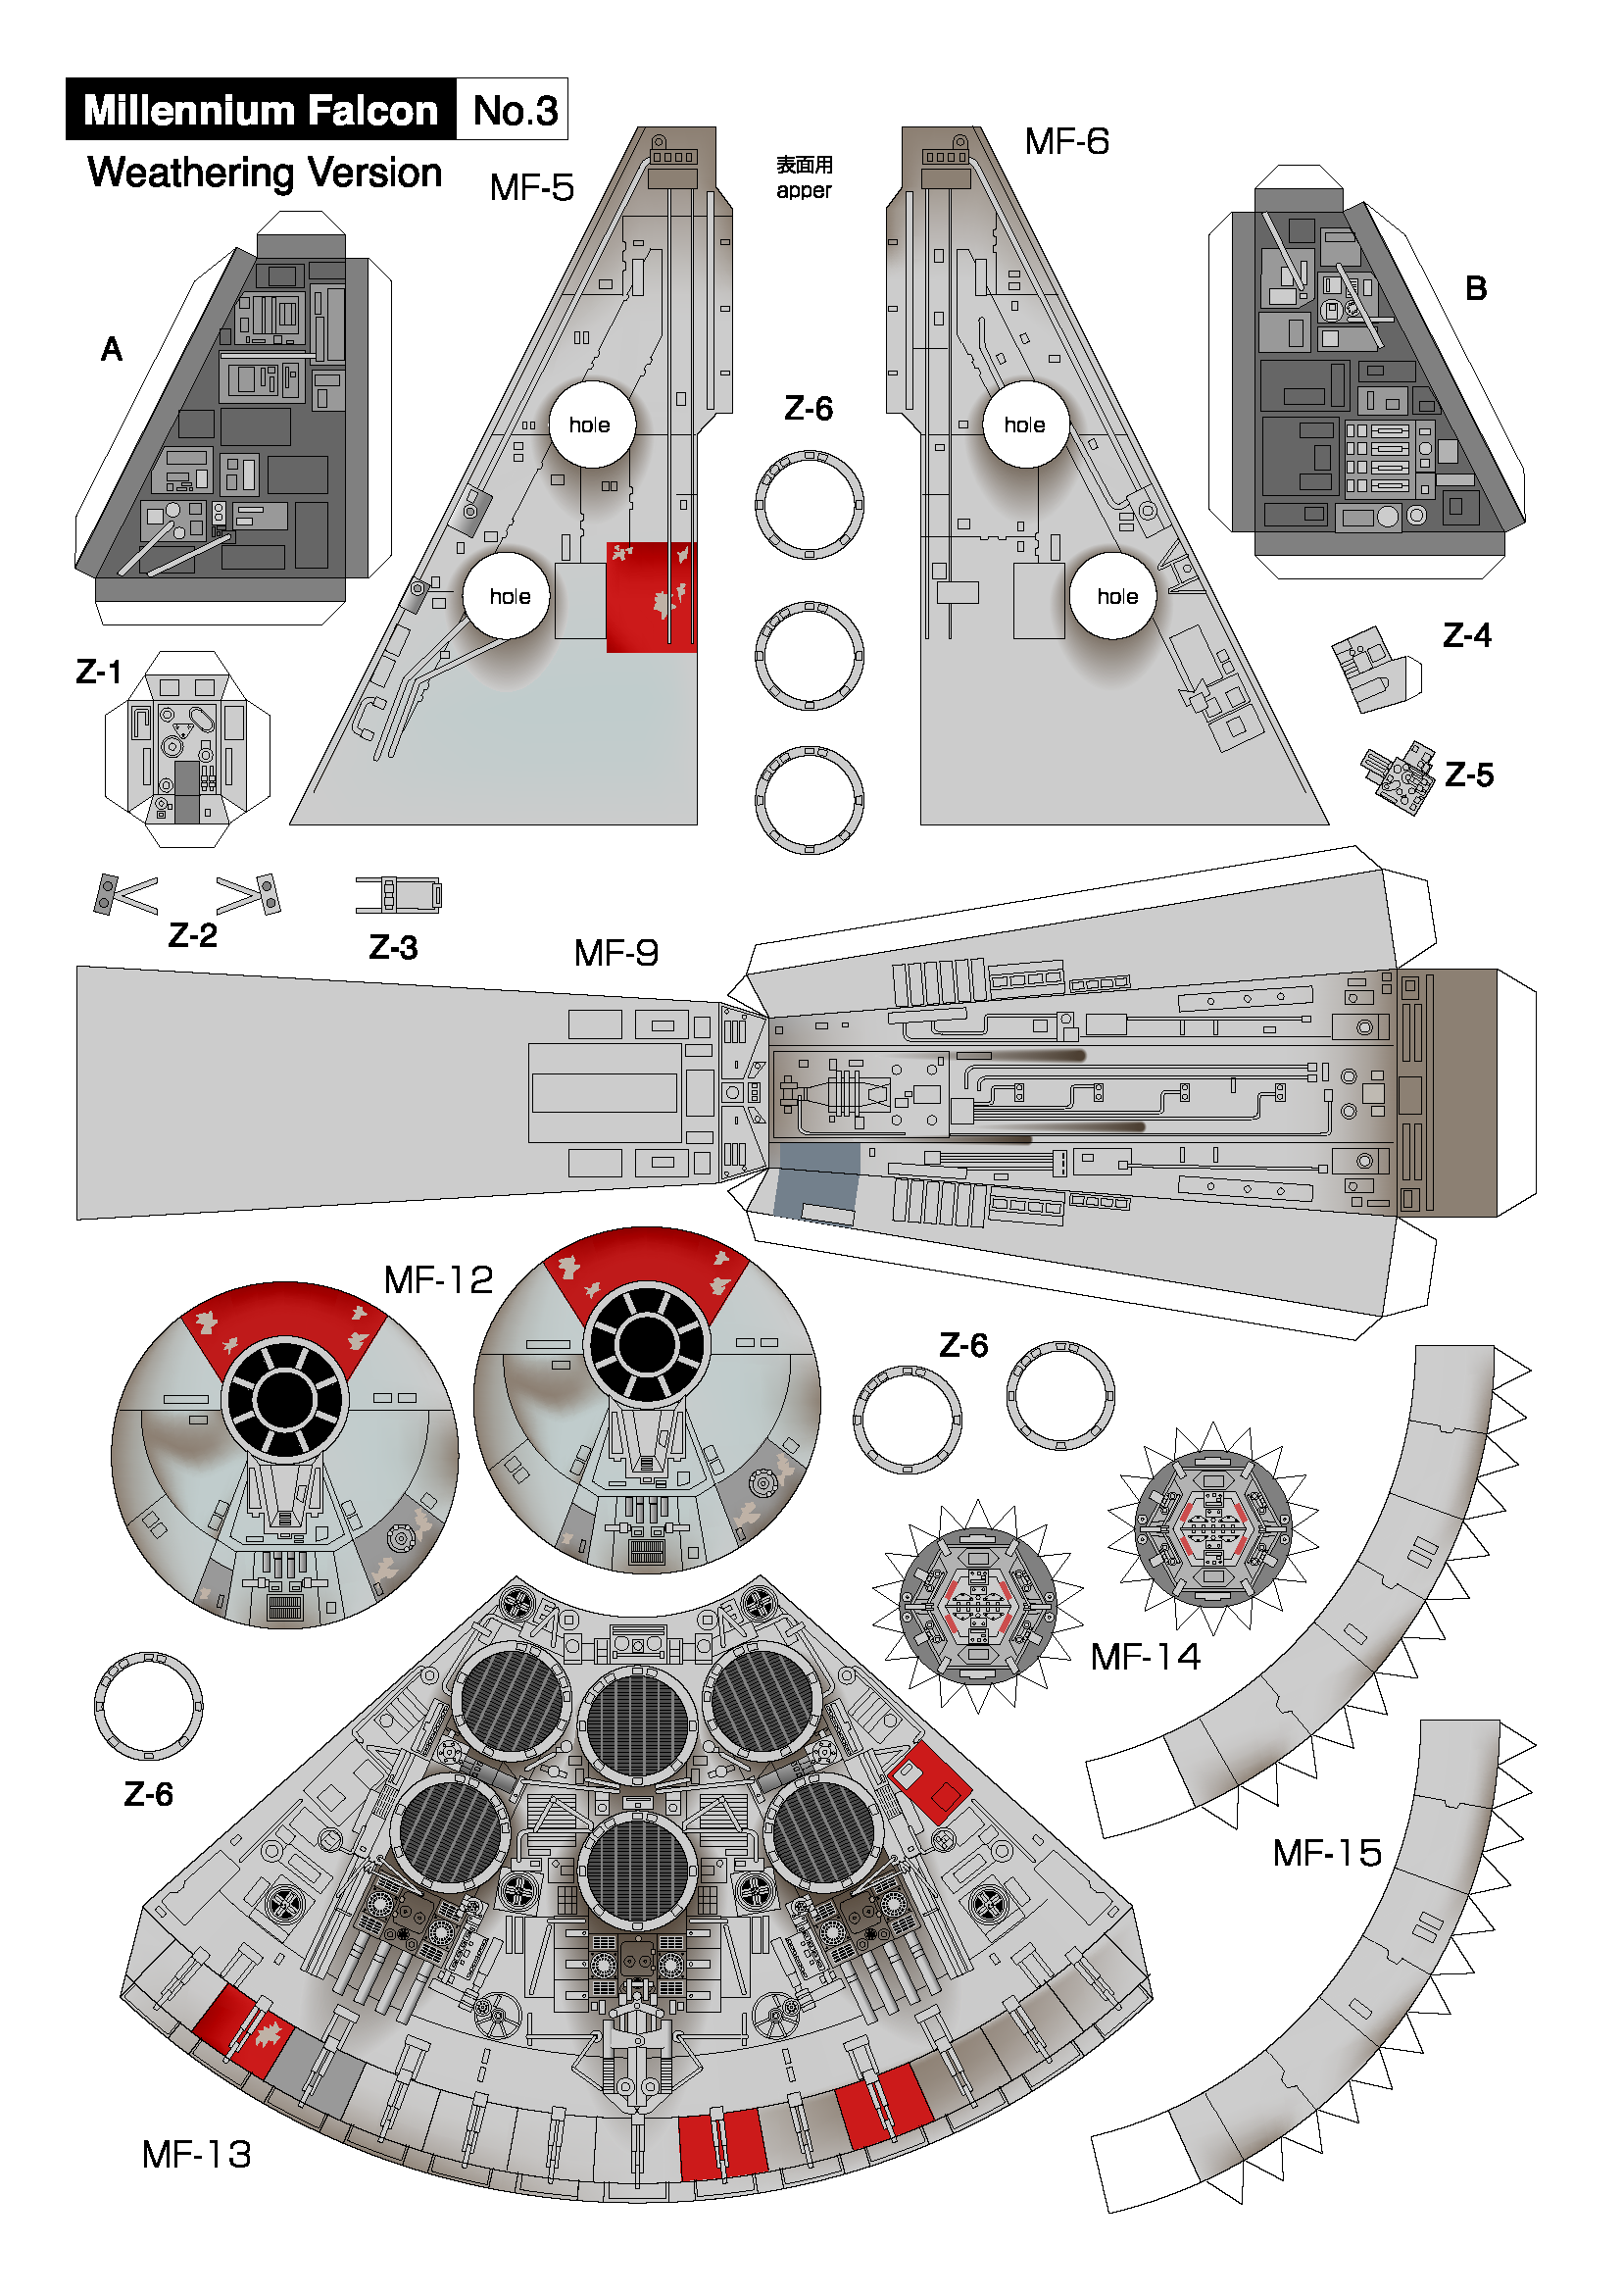 Millennium Falcon No.3
Weathering Version
MF-5
表面用
apper
MF-6
A
B
Z-6
hole
hole
hole
hole
Z-1
Z-4
Z-5
Z-2
Z-3
MF-9
MF-12
Z-6
MF-14
Z-6
MF-15
MF-13